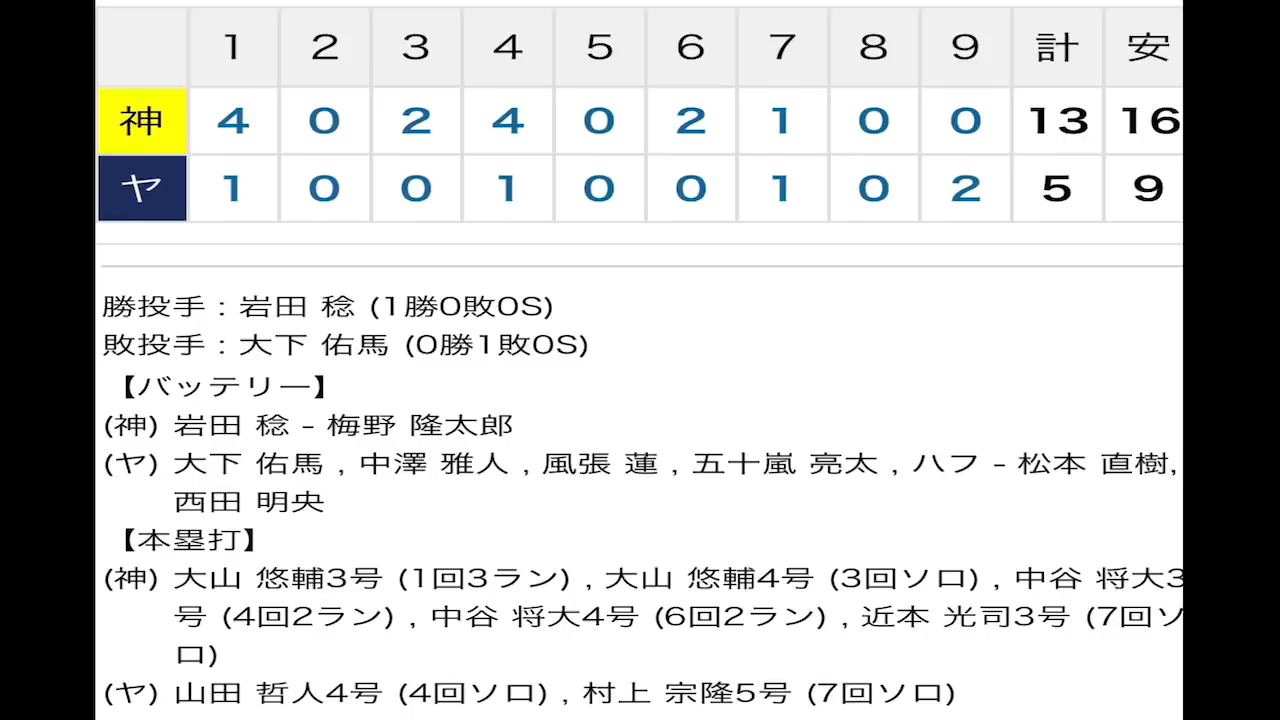 1 2 3 4 5 6 7 8 9 計 安
神 4 0 2 4 0 2 1 0 0 13 16
ヤ 1 0 0 1 0 0 1 0 2 5 9
勝投手 : 岩田 稔 (1勝0敗0S)
敗投手 : 大下 佑馬 (0勝1敗0S)
【バッテリー】
(神) 岩田 稔 – 梅野 隆太郎
(ヤ) 大下 佑馬 , 中澤 雅人 , 風張 蓮 , 五十嵐 亮太 , ハフ – 松本 直樹,
西田 明央
【本塁打】
(神) 大山 悠輔3号 (1回3ラン) , 大山 悠輔4号 (3回ソロ) , 中谷 将大3
号 (4回2ラン) , 中谷 将大4号 (6回2ラン) , 近本 光司3号 (7回ソ
ロ)
(ヤ) 山田 哲人4号 (4回ソロ) , 村上 宗隆5号 (7回ソロ)